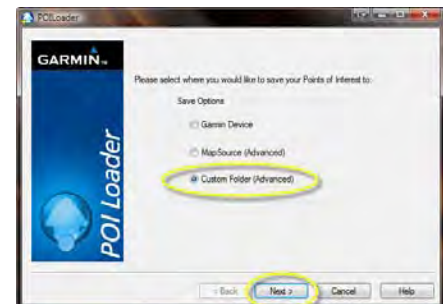 POILoader
GARMIN™
POI Loader
Please select where you would like to save your Points of Interest to:
Save Options
Garmin Device
MapSource (Advanced)
Custom Folder (Advanced)
< Back
Next >
Cancel
Help